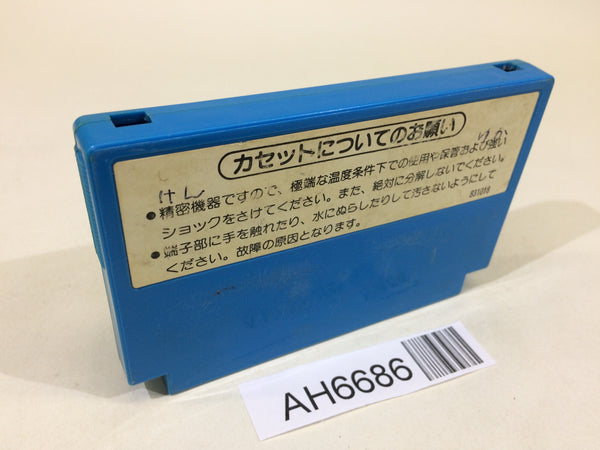 カセットについてのお願い
けん
●精密機器ですので、極端な温度条件下での使用や保管および強い
ショックをさけてください。また、絶対に分解しないでください。
●端子部に手を触れたり、水にぬらしたりして汚さないようにして
ください。故障の原因となります。
831018
AH6686